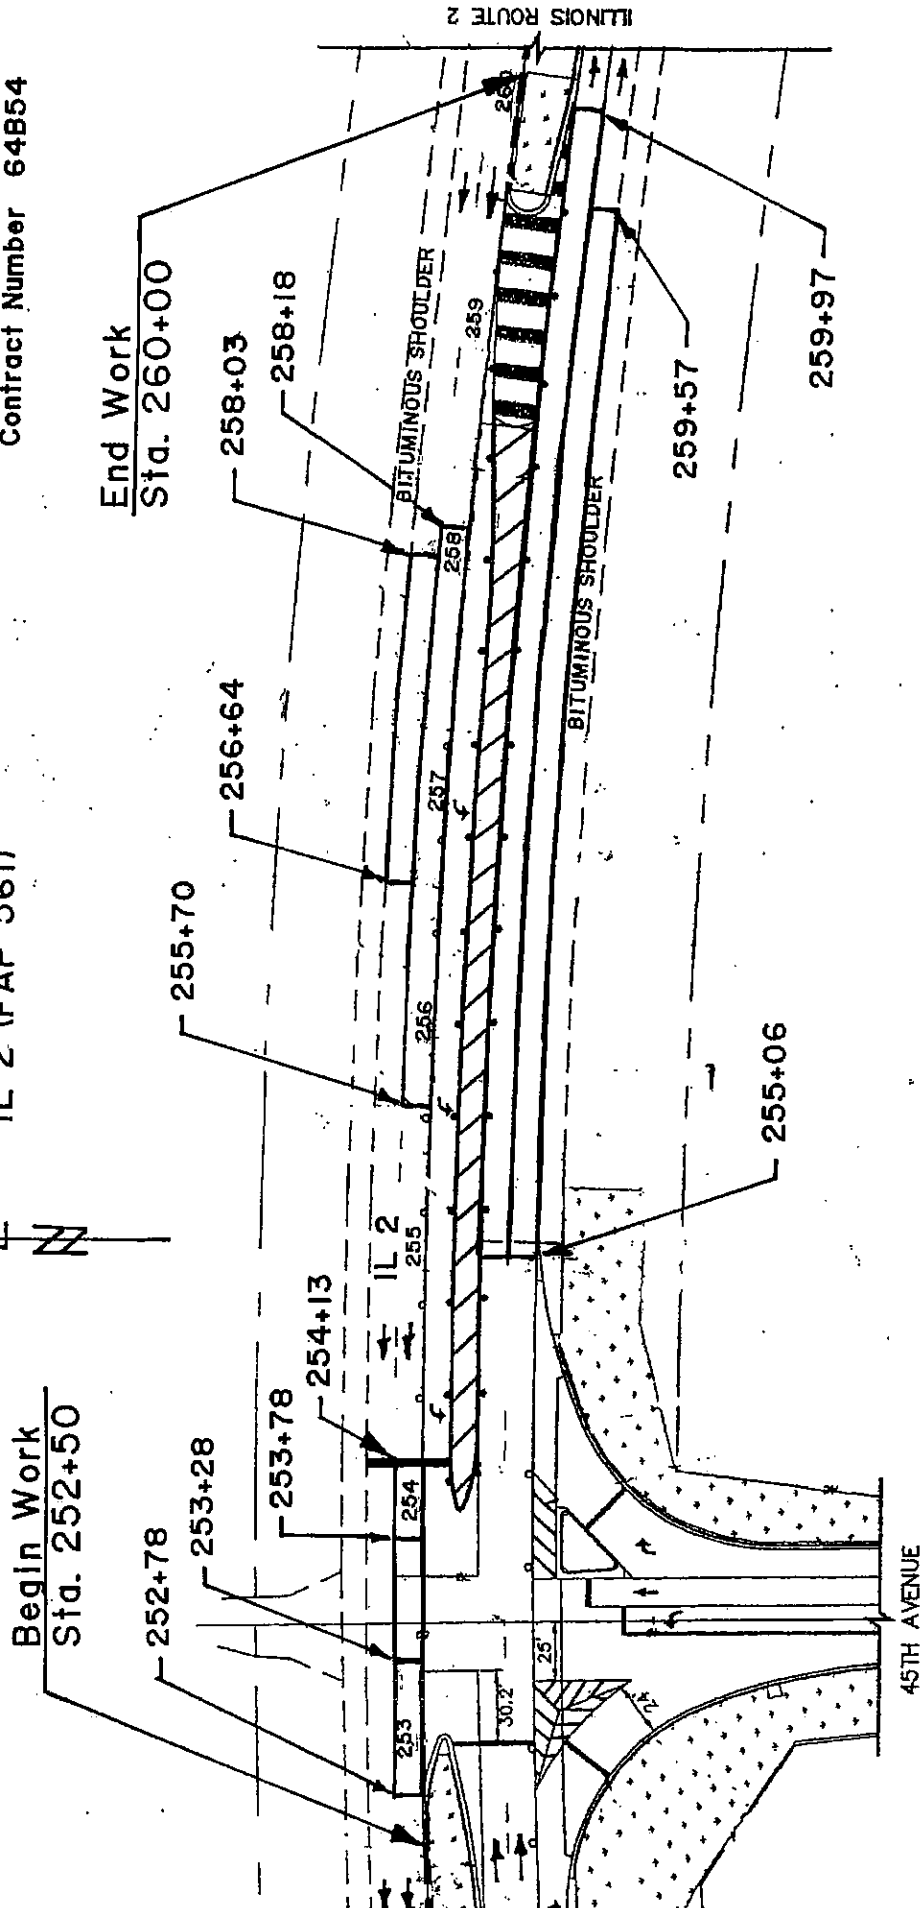 Contract Number 64B54
IL 2 (FAP 561)
Begin Work
Sta. 252+50
252+78
253+28
253+78
254+13
255+70
256+64
258+03
258+18
End Work
Sta. 260+00
IL 2
253
254
255
256
257
258
259
260
BITUMINOUS SHOULDER
BITUMINOUS SHOULDER
ILLINOIS ROUTE 2
30.2'
25'
24'
255+06
259+57
259+97
45TH AVENUE